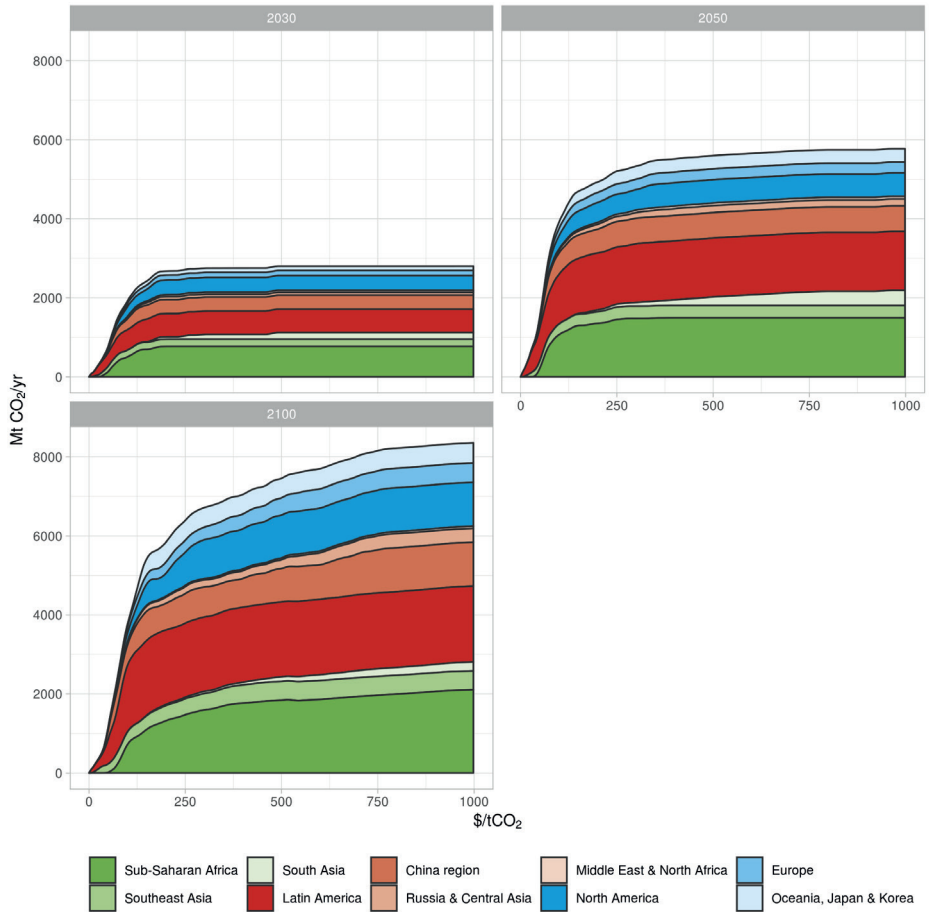 2030
2050
8000
6000
4000
2000
0
0
250
500
750
1000
2100
8000
6000
4000
2000
0
0
250
500
750
1000
Mt CO₂/yr
$/tCO₂
Sub-Saharan Africa
South Asia
China region
Middle East & North Africa
Europe
Southeast Asia
Latin America
Russia & Central Asia
North America
Oceania, Japan & Korea